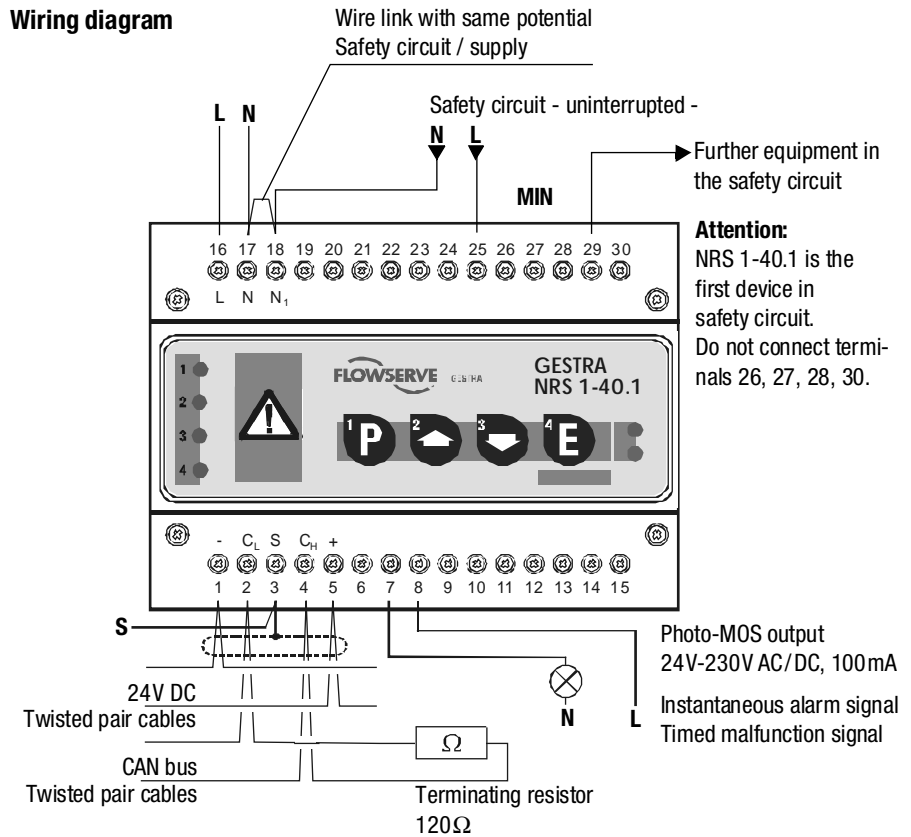 Wiring diagram
Wire link with same potential
Safety circuit / supply
L N
Safety circuit - uninterrupted -
N L
Further equipment in
the safety circuit
MIN
Attention:
NRS 1-40.1 is the
first device in
safety circuit.
Do not connect termi-
nals 26, 27, 28, 30.
16 17 18 19 20 21 22 23 24 25 26 27 28 29 30
L N N1
FLOWSERVE GESTRA
GESTRA
NRS 1-40.1
1
2
3
4
1 P 2 3 4 E
- CL S CH +
1 2 3 4 5 6 7 8 9 10 11 12 13 14 15
S
24V DC
Twisted pair cables
CAN bus
Twisted pair cables
Ω
Terminating resistor
120Ω
N
L
Photo-MOS output
24V-230V AC/DC, 100mA
Instantaneous alarm signal
Timed malfunction signal